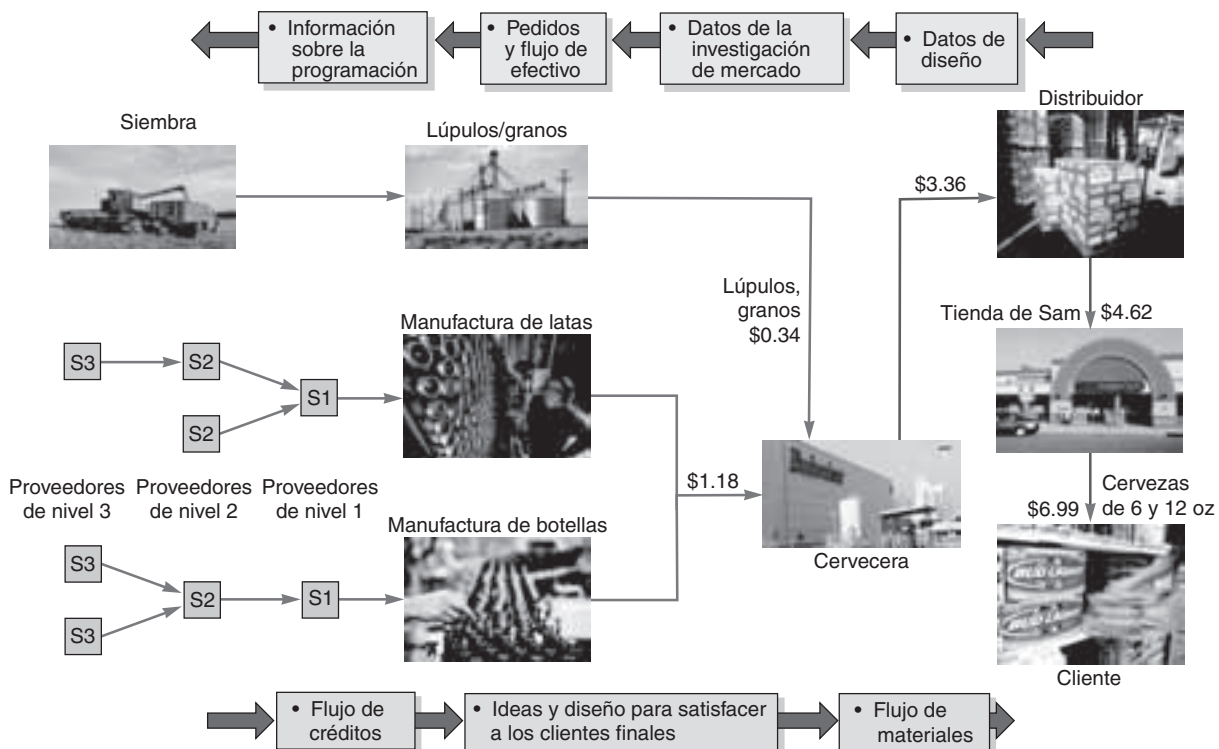 • Información
sobre la
programación
• Pedidos
y flujo de
efectivo
• Datos de la
investigación
de mercado
• Datos de
diseño
Siembra
Lúpulos/granos
Distribuidor
$3.36
Lúpulos,
granos
$0.34
Tienda de Sam
$4.62
Manufactura de latas
S3
S2
S1
S2
Proveedores
de nivel 3
Proveedores
de nivel 2
Proveedores
de nivel 1
$1.18
Cervezas
de 6 y 12 oz
$6.99
Manufactura de botellas
Cervecera
S3
S2
S1
S3
Cliente
• Flujo de
créditos
• Ideas y diseño para satisfacer
a los clientes finales
• Flujo de
materiales